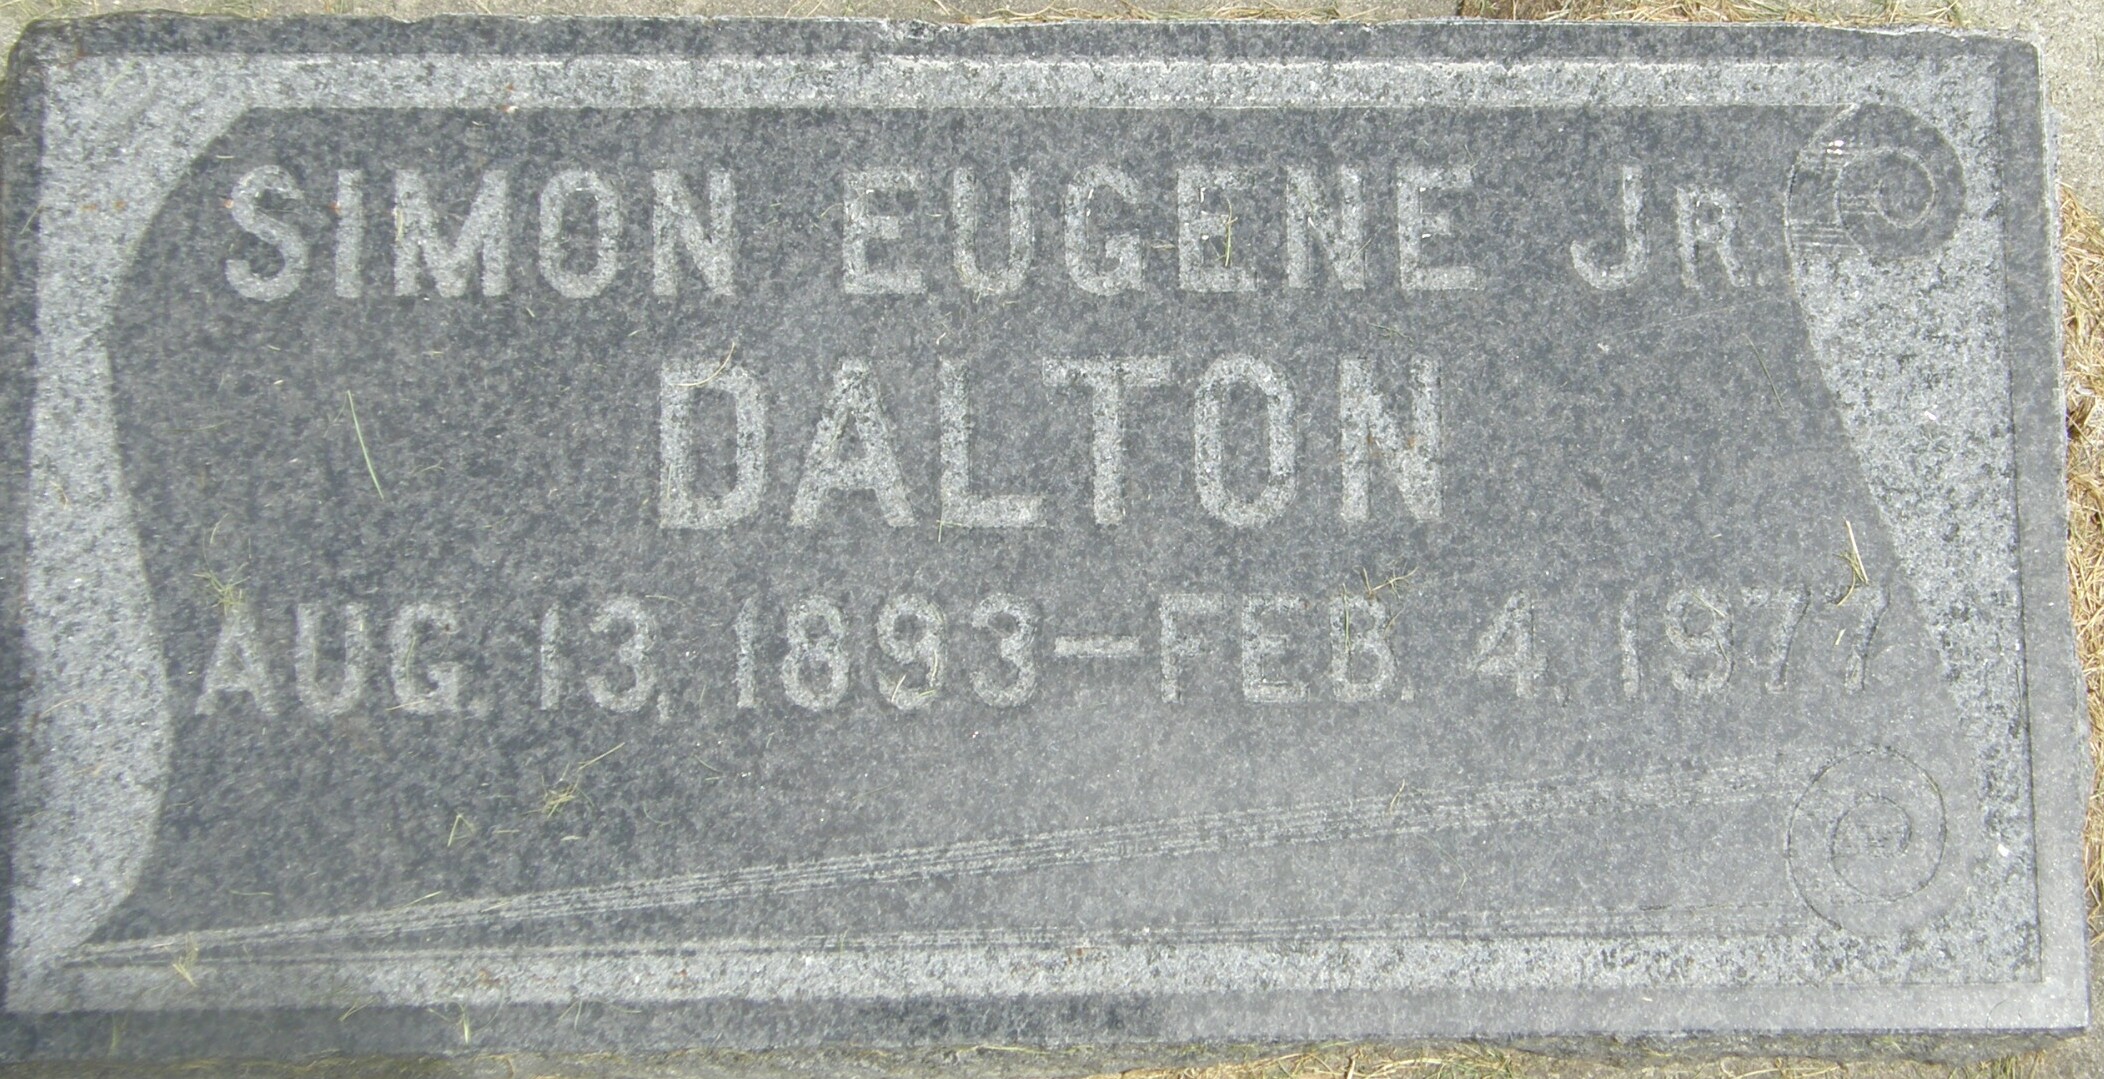 SIMON EUGENE JR.
DALTON
AUG. 13, 1893—FEB. 4, 1977